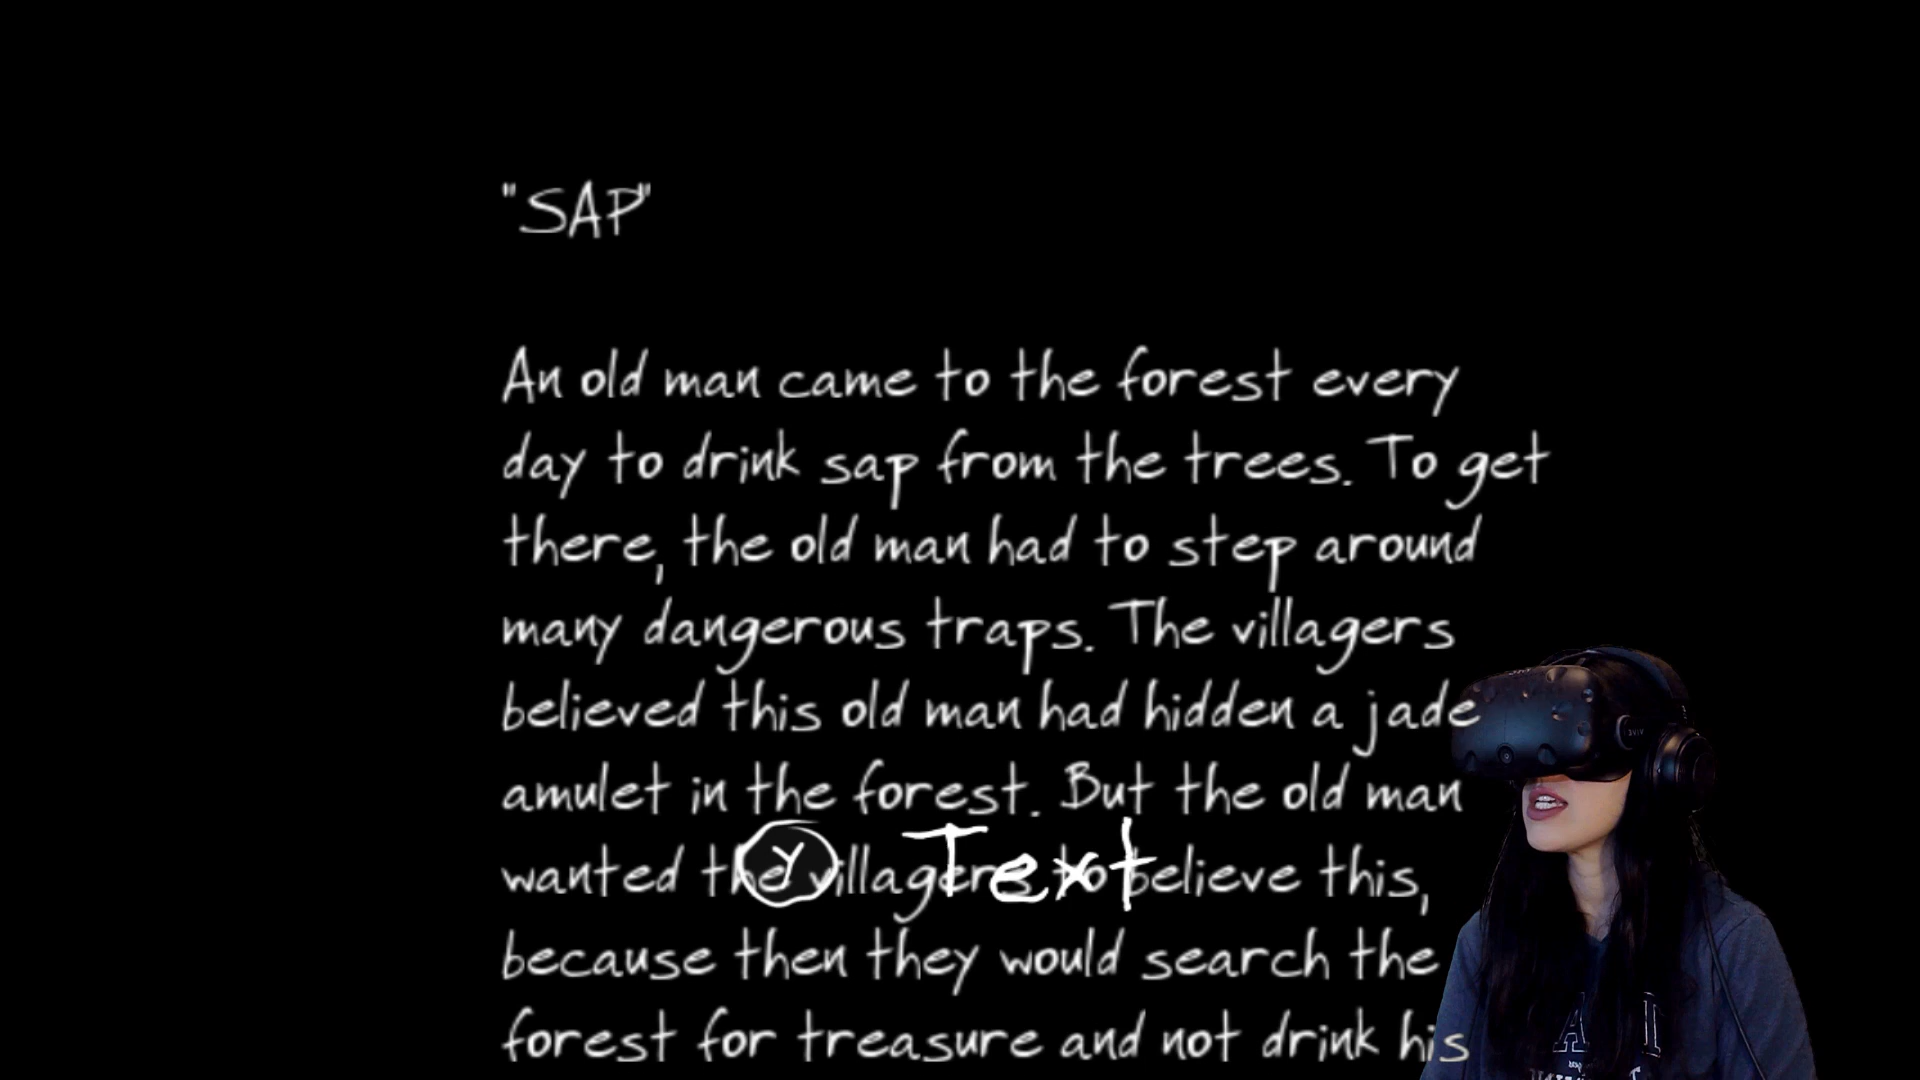 "SAP"
An old man came to the forest every
day to drink sap from the trees. To get
there, the old man had to step around
many dangerous traps. The villagers
believed this old man had hidden a jade
amulet in the forest. But the old man
wanted the villagers to believe this,
Y Text
because then they would search the
forest for treasure and not drink his
VIVE